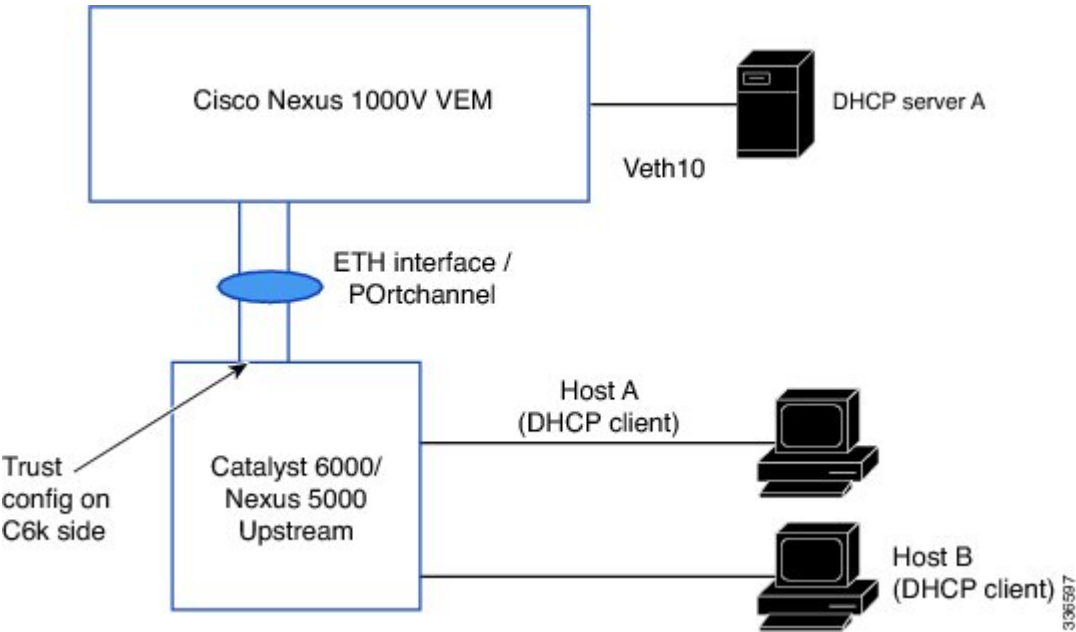 Cisco Nexus 1000V VEM
DHCP server A
Veth10
ETH interface /
POrtchannel
Host A
(DHCP client)
Trust
config on
C6k side
Catalyst 6000/
Nexus 5000
Upstream
Host B
(DHCP client)
336597